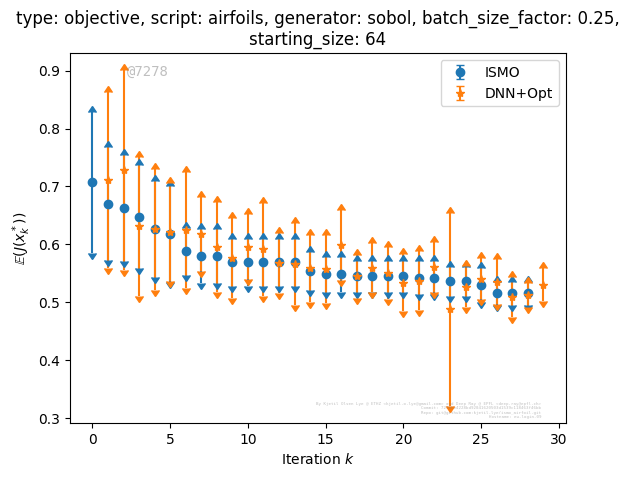 type: objective, script: airfoils, generator: sobol, batch_size_factor: 0.25,
starting_size: 64
@7278
ISMO
DNN+Opt
0.9
0.8
0.7
0.6
0.5
0.4
0.3
𝔼(J(x*ₖ))
0 5 10 15 20 25 30
Iteration k